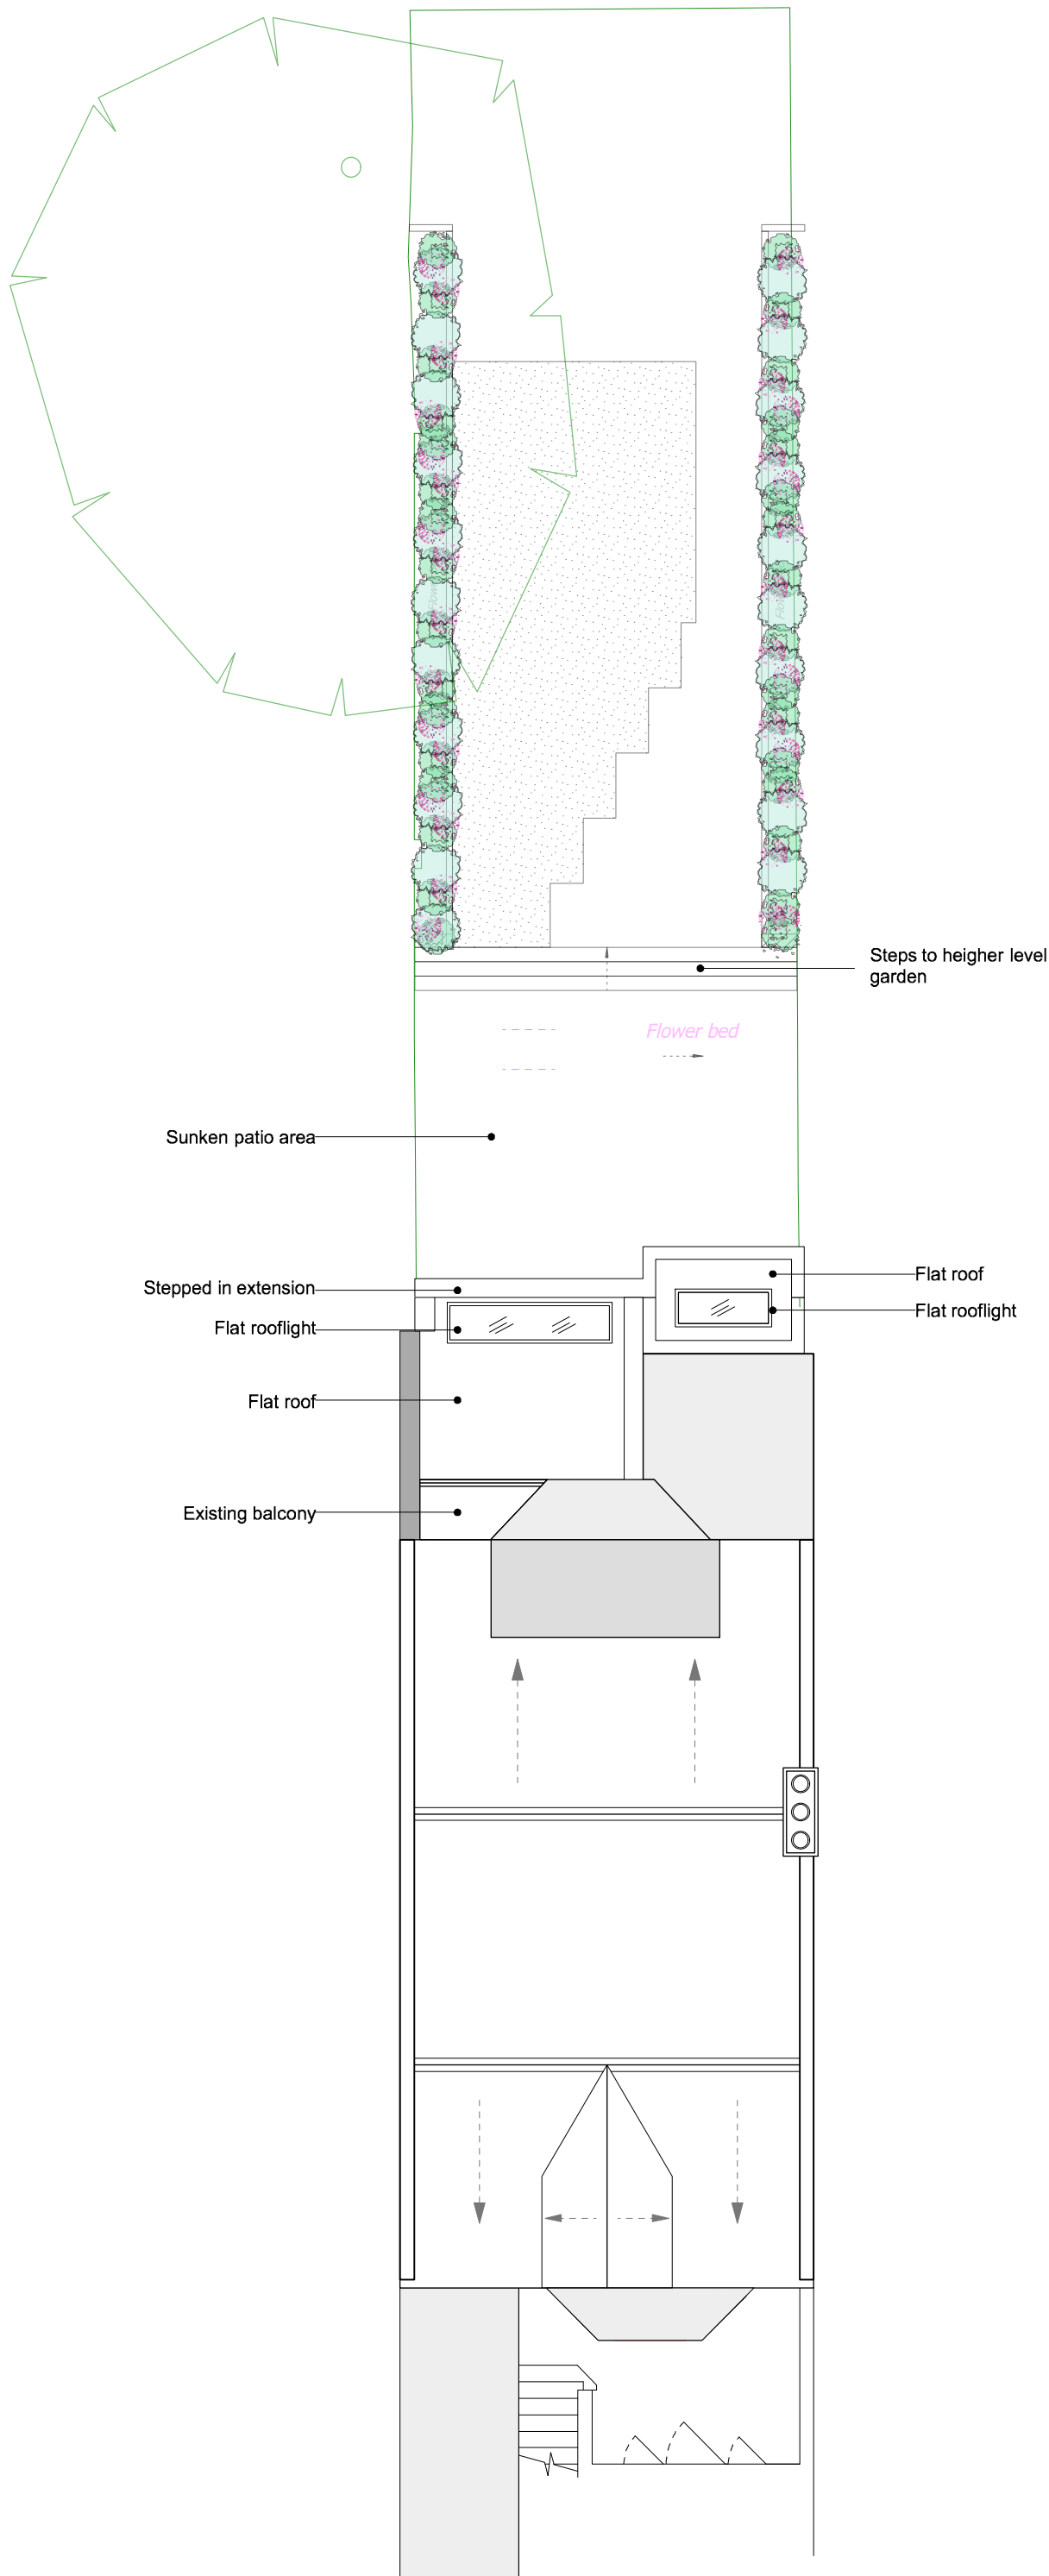 Steps to heigher level
garden
Flower bed
Sunken patio area
Flat roof
Stepped in extension
Flat rooflight
Flat rooflight
Flat roof
Existing balcony